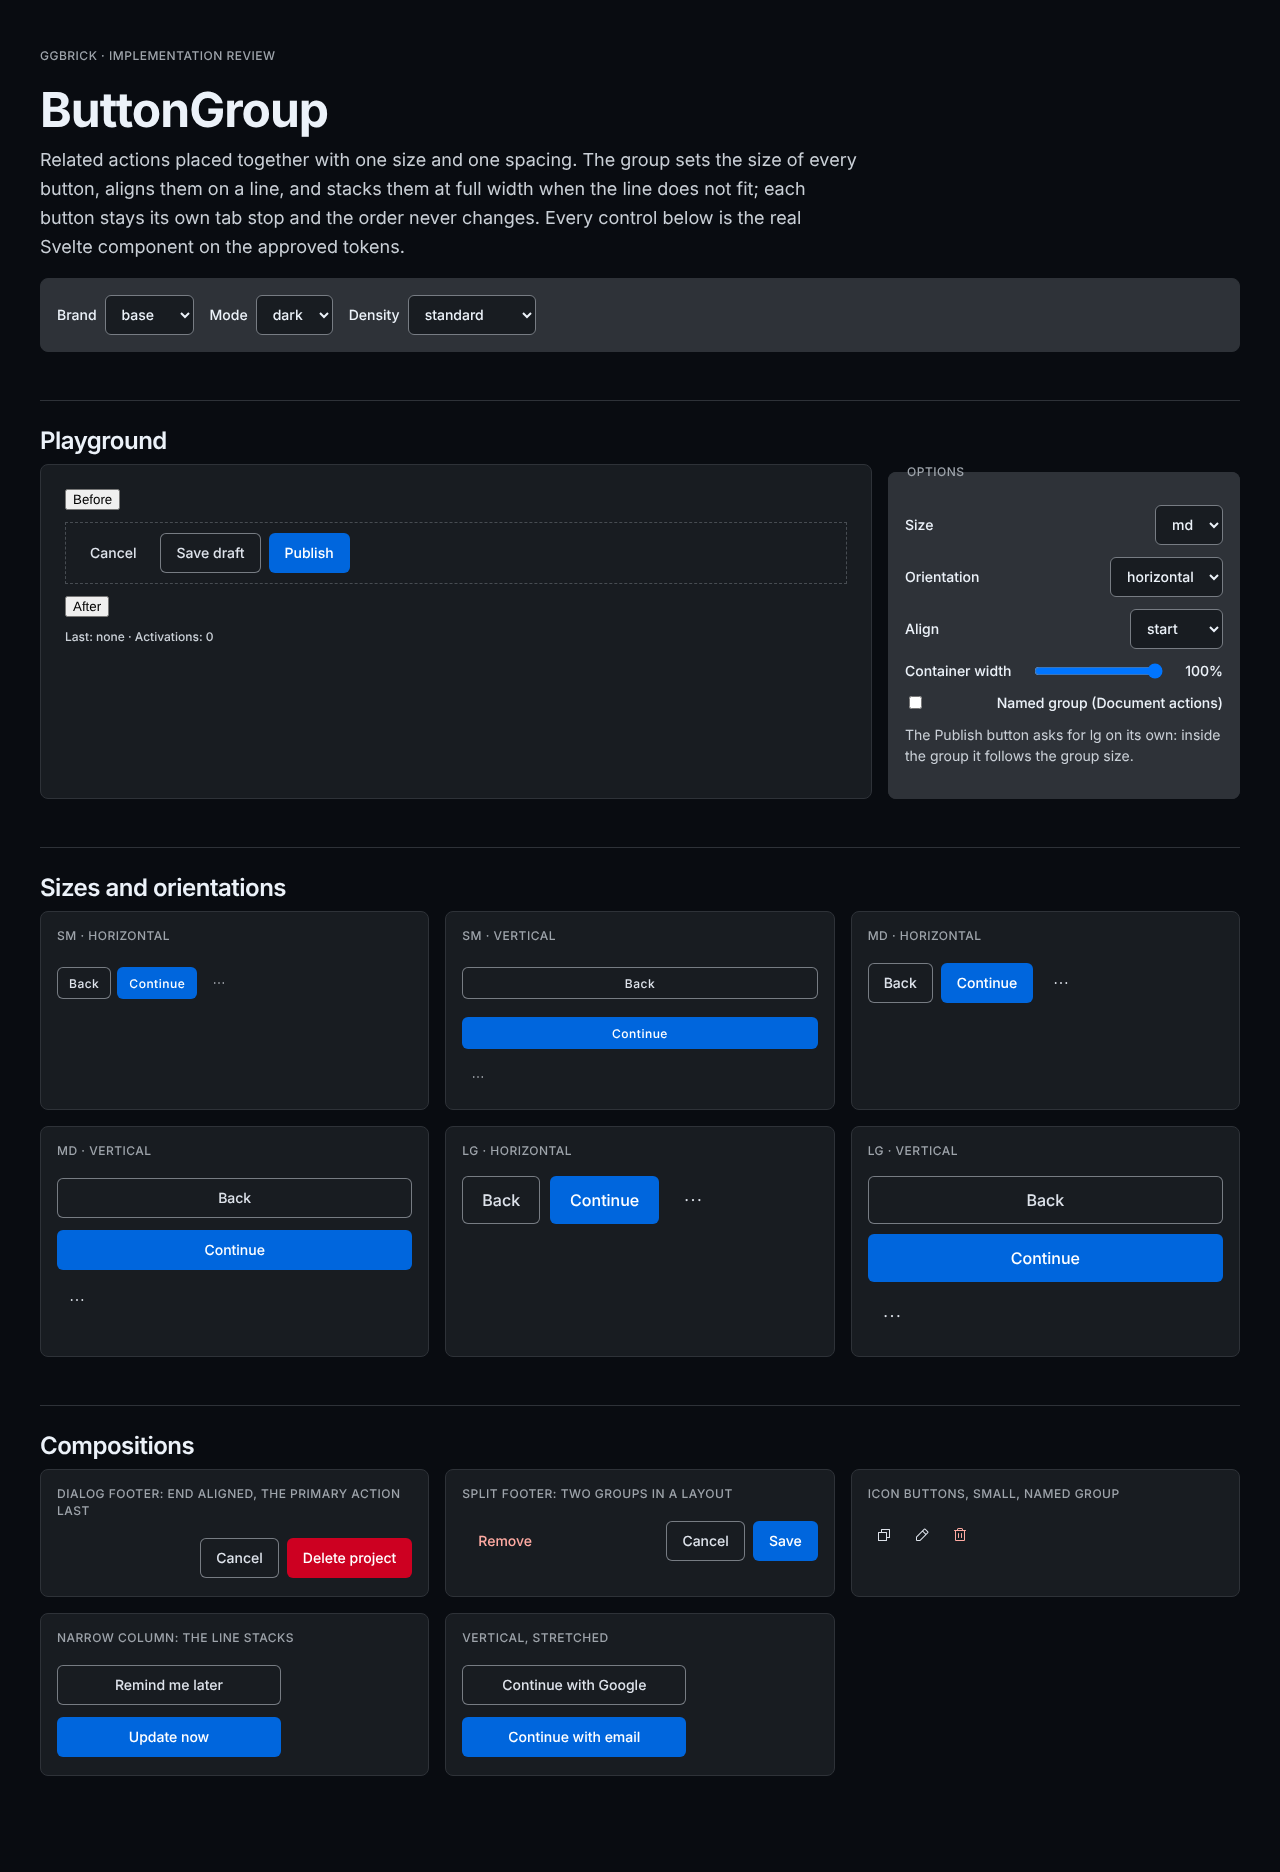 GGBRICK · IMPLEMENTATION REVIEW
ButtonGroup
Related actions placed together with one size and one spacing. The group sets the size of every
button, aligns them on a line, and stacks them at full width when the line does not fit; each
button stays its own tab stop and the order never changes. Every control below is the real
Svelte component on the approved tokens.
Brand base Mode dark Density standard
Playground
Before
Cancel Save draft Publish
After
Last: none · Activations: 0
OPTIONS
Size md
Orientation horizontal
Align start
Container width 100%
Named group (Document actions)
The Publish button asks for lg on its own: inside
the group it follows the group size.
Sizes and orientations
SM · HORIZONTAL
Back Continue ...
SM · VERTICAL
Back
Continue
...
MD · HORIZONTAL
Back Continue ...
MD · VERTICAL
Back
Continue
...
LG · HORIZONTAL
Back Continue ...
LG · VERTICAL
Back
Continue
...
Compositions
DIALOG FOOTER: END ALIGNED, THE PRIMARY ACTION
LAST
Cancel Delete project
SPLIT FOOTER: TWO GROUPS IN A LAYOUT
Remove Cancel Save
ICON BUTTONS, SMALL, NAMED GROUP
NARROW COLUMN: THE LINE STACKS
Remind me later
Update now
VERTICAL, STRETCHED
Continue with Google
Continue with email